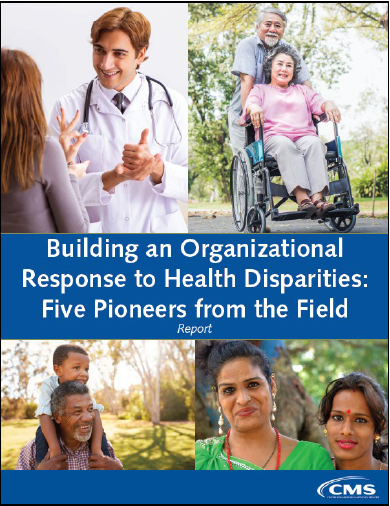 Building an Organizational
Response to Health Disparities:
Five Pioneers from the Field
Report
CMS